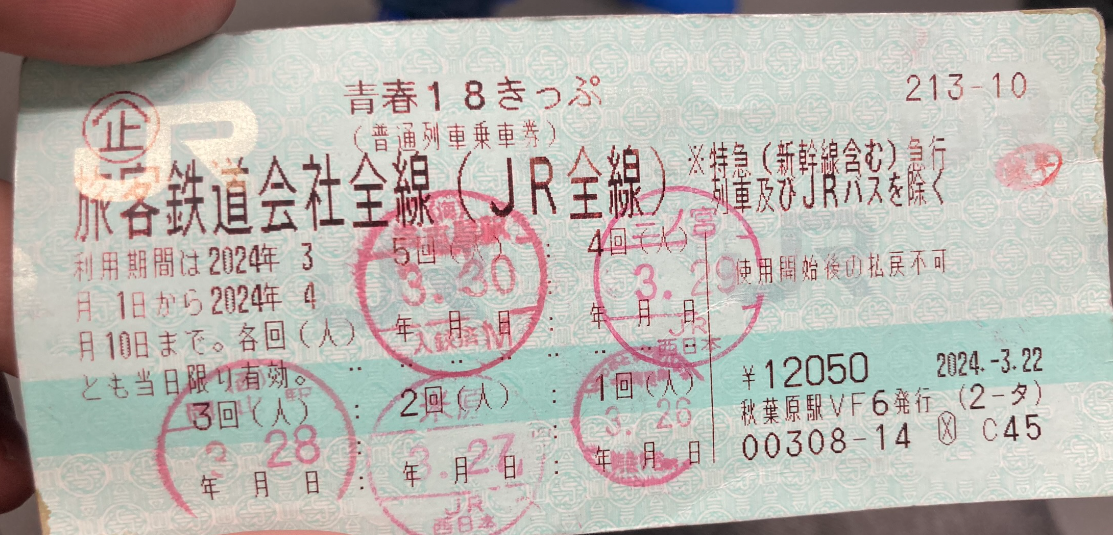 青春18きっぷ
213-10
(普通列車乗車券)
企
JR
旅客鉄道会社全線(JR全線)
※特急(新幹線含む)急行
列車及びJRバスを除く
利用期間は2024年 3
月 1日から2024年 4
月10日まで。各回(人)
とも当日限り有効。
5回(人) : 4回(人)
3.30
3.29
三ノ宮
年 月 日 : 年 月 日
入鋏済
JR
西日本
使用開始後の払戻不可
3回(人) : 2回(人) : 1回(人)
3.28
3.27
3.26
年 月 日 : 年 月 日 : 年 月 日
JR
西日本
¥12050 2024.-3.22
秋葉原駅VF6発行 (2-タ)
00308-14 Ⓧ C45